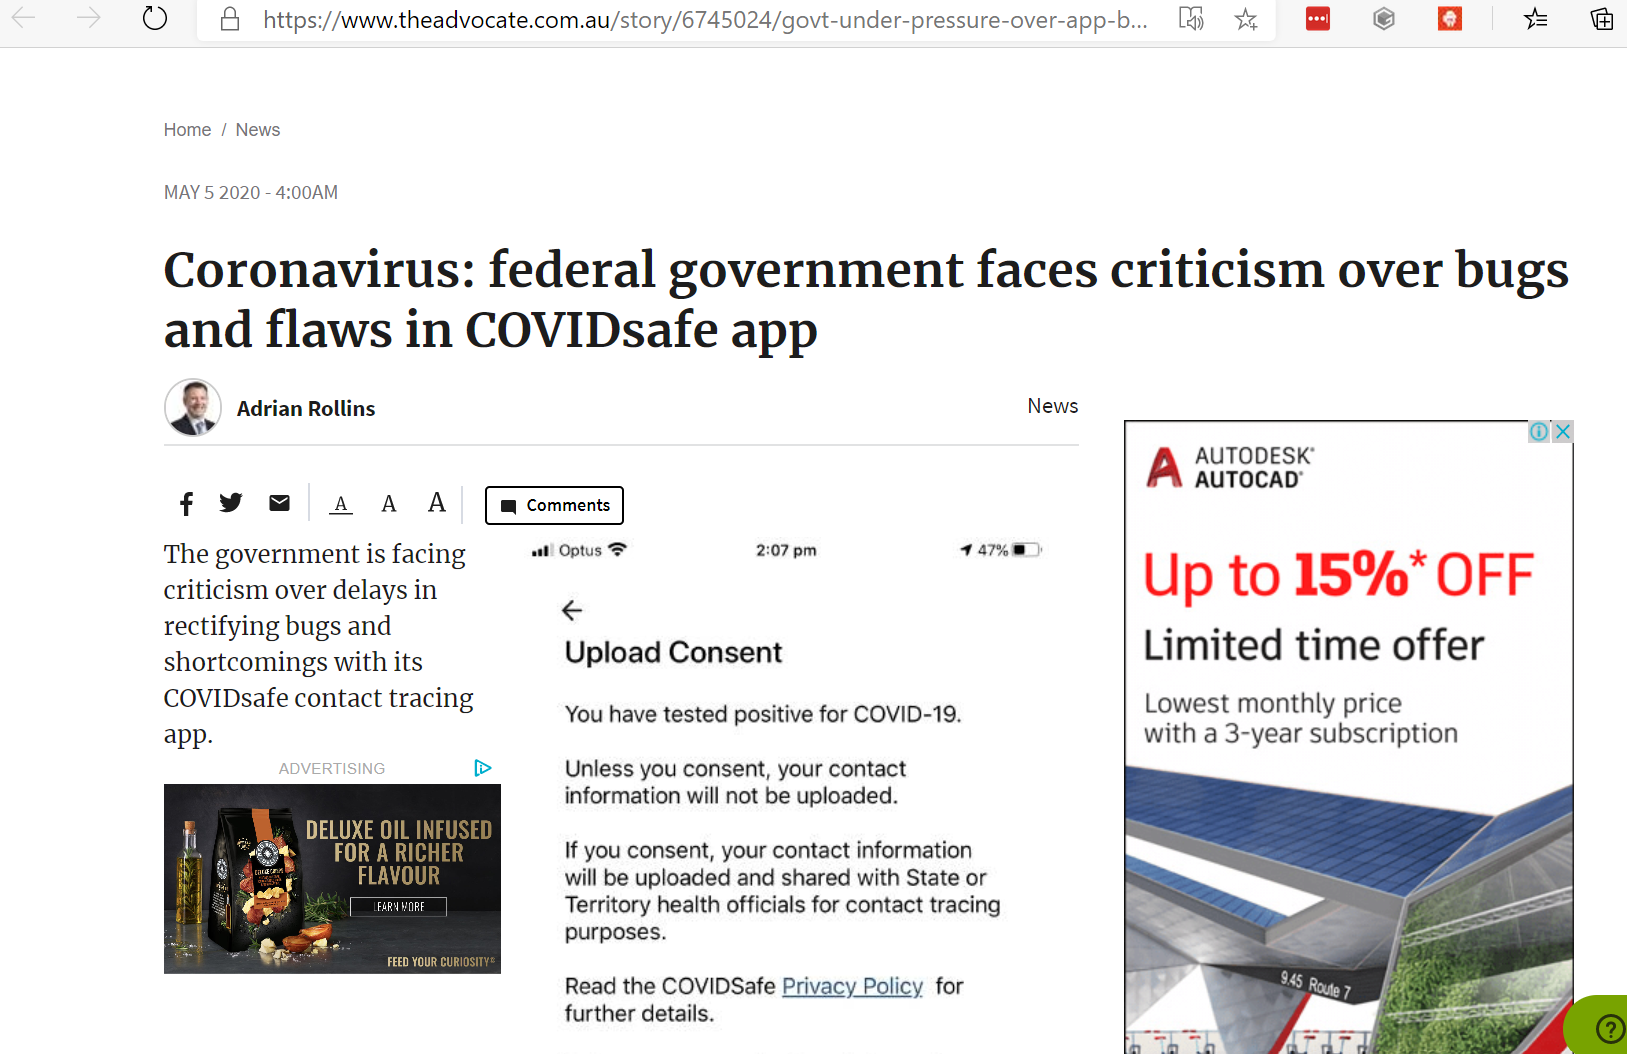 https://www.theadvocate.com.au/story/6745024/govt-under-pressure-over-app-b...
Home / News
MAY 5 2020 - 4:00AM
Coronavirus: federal government faces criticism over bugs
and flaws in COVIDsafe app
Adrian Rollins
News
A A A
Comments
The government is facing
criticism over delays in
rectifying bugs and
shortcomings with its
COVIDsafe contact tracing
app.
ADVERTISING
DELUXE OIL INFUSED
FOR A RICHER
FLAVOUR
LEARN MORE
FEED YOUR CURIOSITY
Optus 2:07 pm 47%
Upload Consent
You have tested positive for COVID-19.
Unless you consent, your contact
information will not be uploaded.
If you consent, your contact information
will be uploaded and shared with State or
Territory health officials for contact tracing
purposes.
Read the COVIDSafe Privacy Policy for
further details.
AUTODESK®
AUTOCAD®
Up to 15%* OFF
Limited time offer
Lowest monthly price
with a 3-year subscription
9.45 Route 7